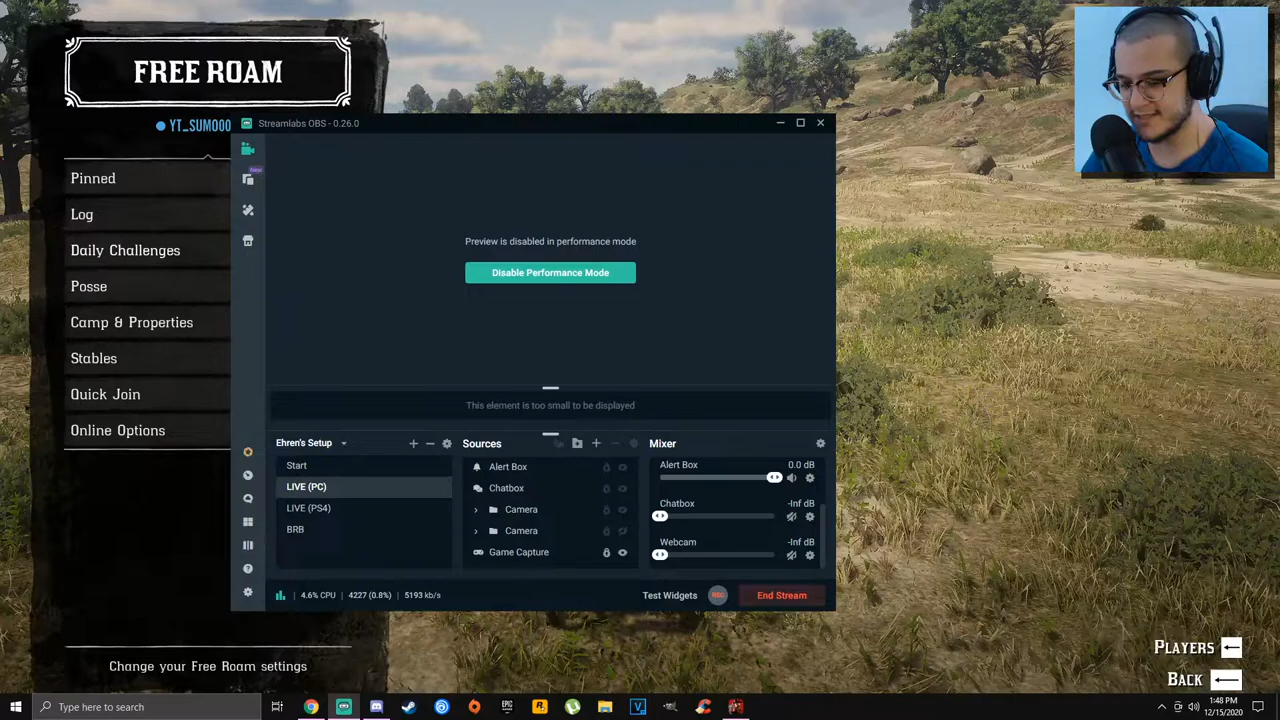 FREE ROAM
YT_SUMO00
Pinned
Log
Daily Challenges
Posse
Camp & Properties
Stables
Quick Join
Online Options
Change your Free Roam settings
Streamlabs OBS - 0.26.0
New
Preview is disabled in performance mode
Disable Performance Mode
This element is too small to be displayed
Ehren's Setup
Start
LIVE (PC)
LIVE (PS4)
BRB
Sources
Alert Box
Chatbox
Camera
Camera
Game Capture
Mixer
Alert Box 0.0 dB
Chatbox -Inf dB
Webcam -Inf dB
4.6% CPU 4227 (0.8%) 5193 kb/s
Test Widgets REC End Stream
PLAYERS
BACK
Type here to search
EPIC
1:48 PM
12/15/2020